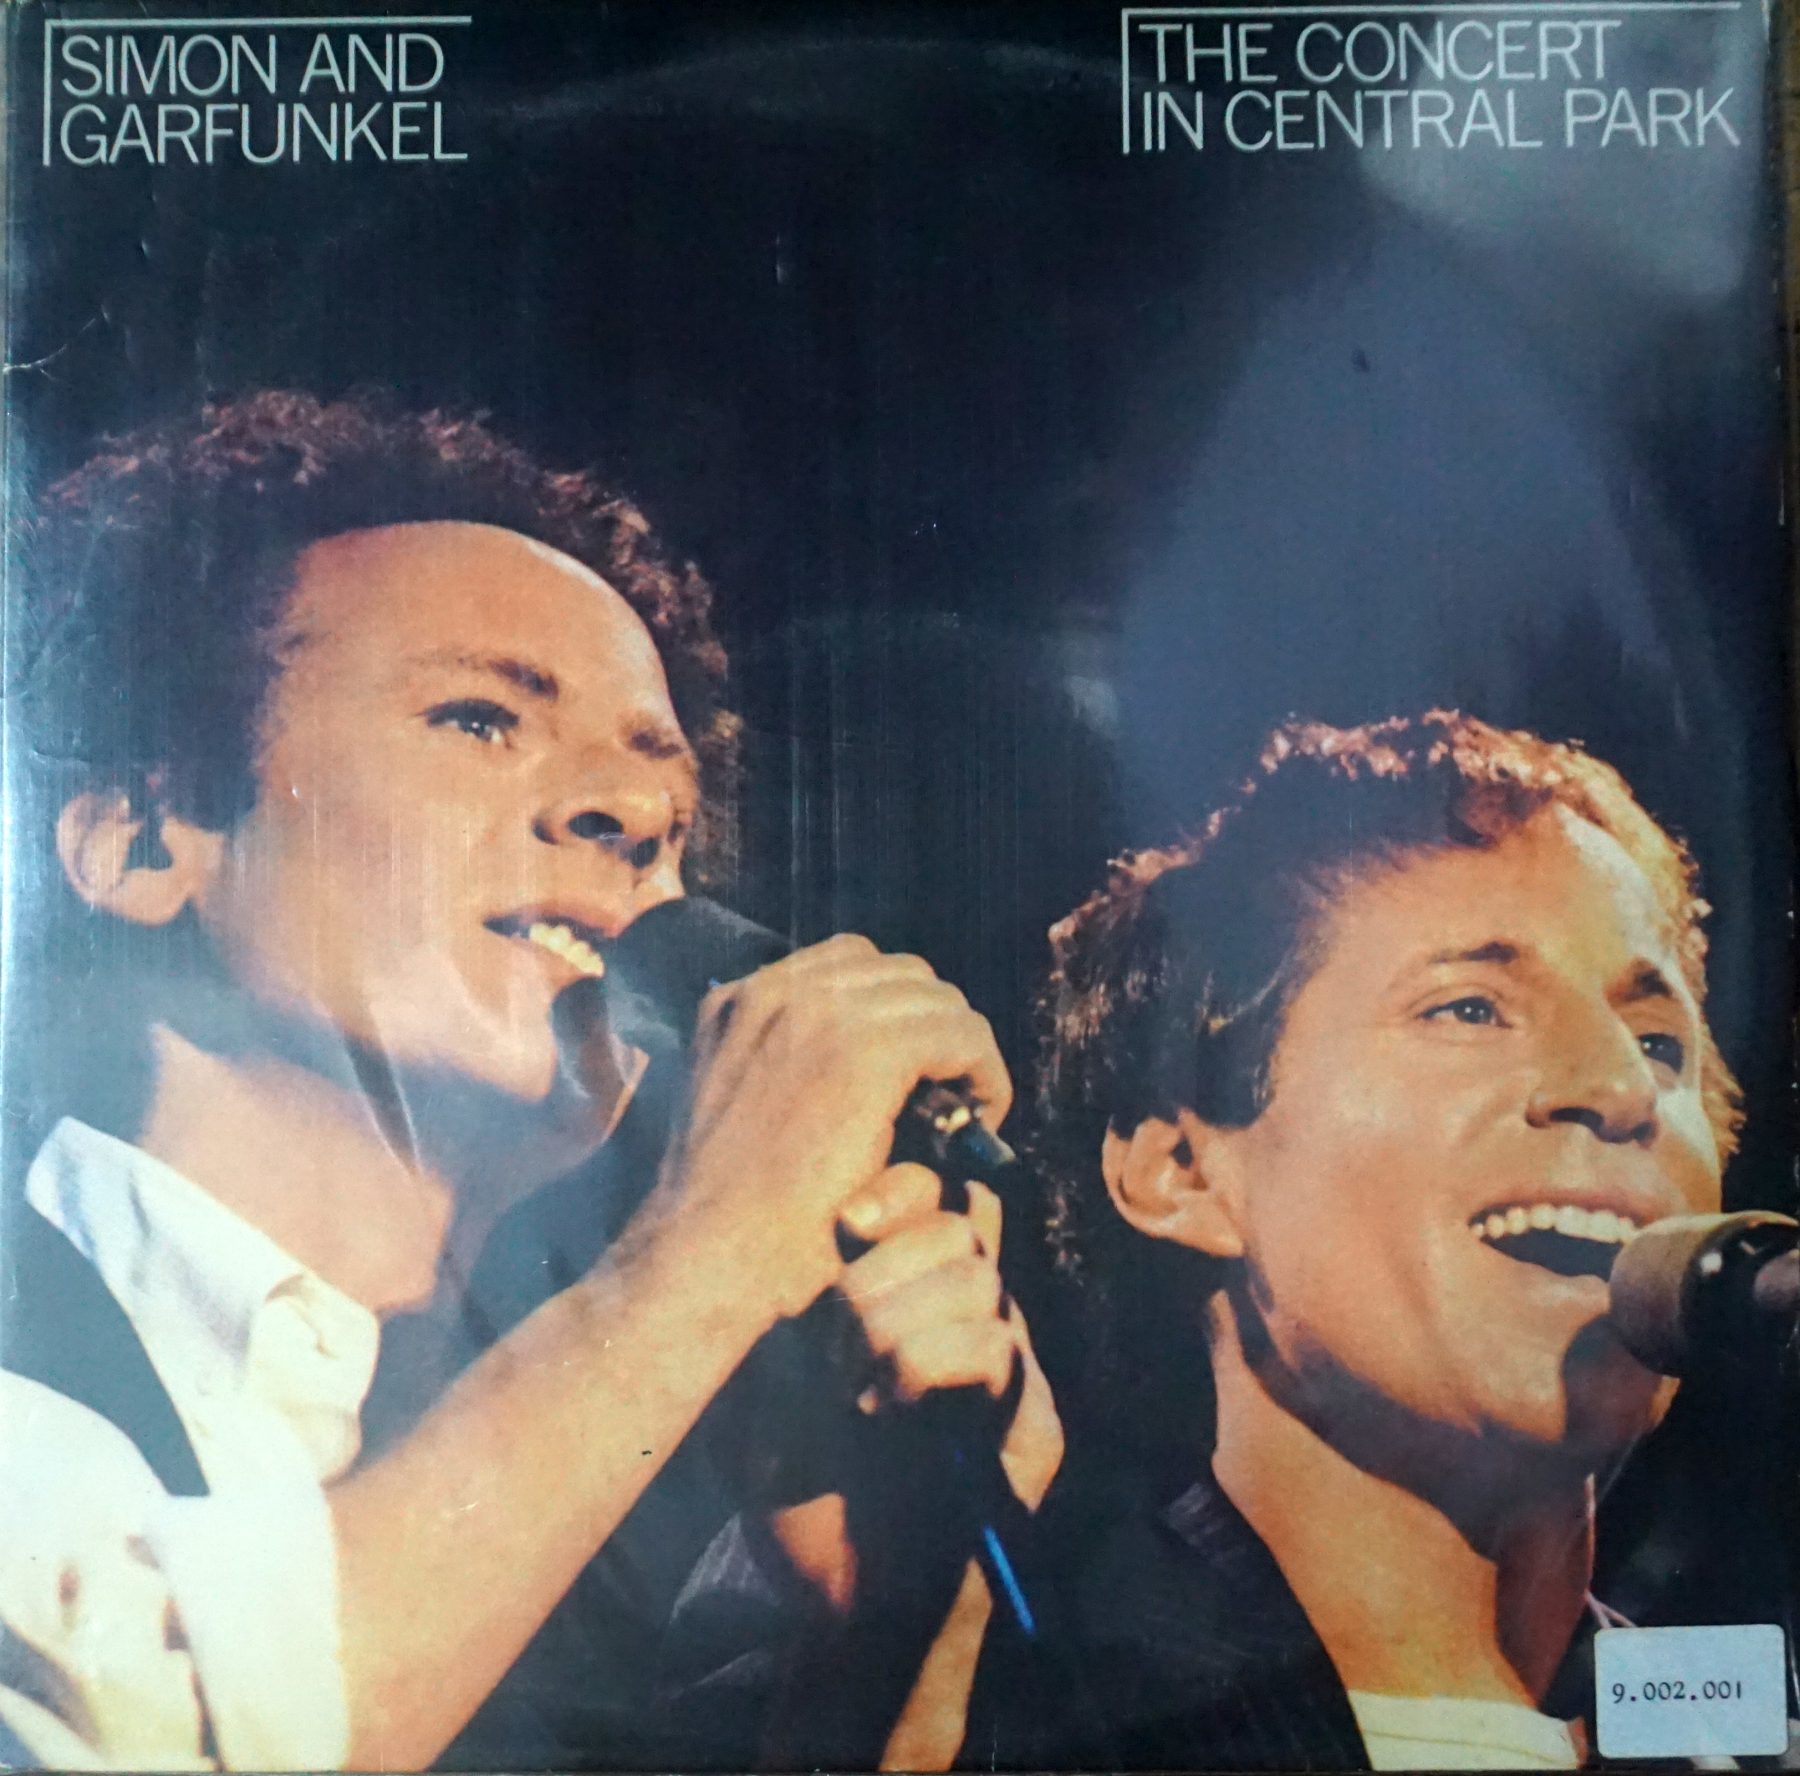 SIMON AND
GARFUNKEL
THE CONCERT
IN CENTRAL PARK
9.002.001